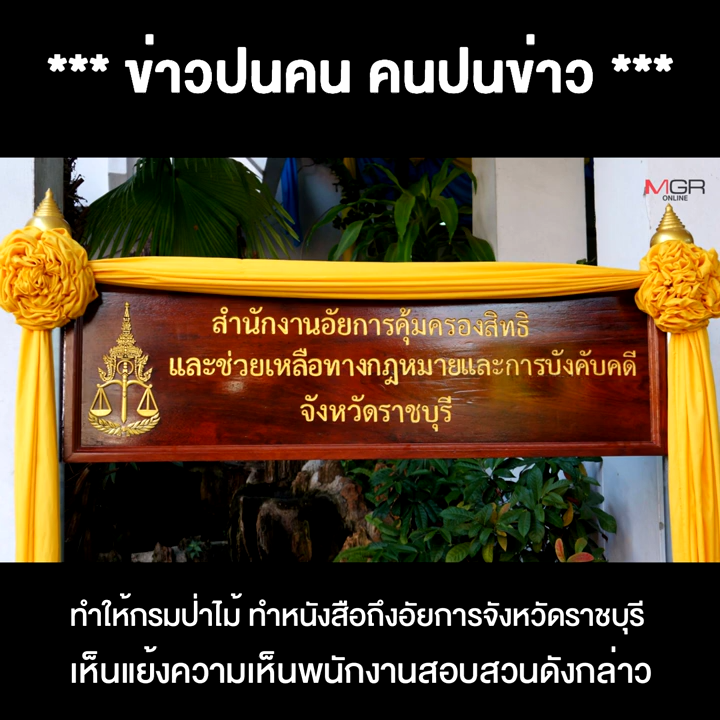 *** ข่าวปนคน คนปนข่าว ***
MGR
ONLINE
สำนักงานอัยการคุ้มครองสิทธิ
และช่วยเหลือทางกฎหมายและการบังคับคดี
จังหวัดราชบุรี
ทำให้กรมป่าไม้ ทำหนังสือถึงอัยการจังหวัดราชบุรี
เห็นแย้งความเห็นพนักงานสอบสวนดังกล่าว